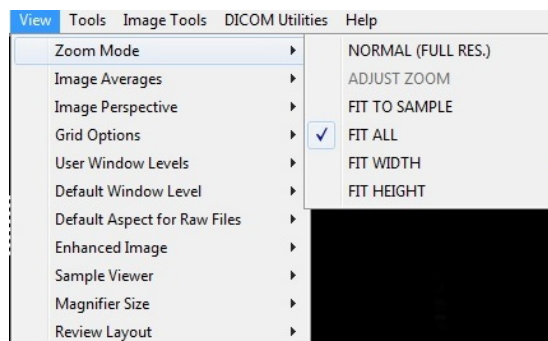 View Tools Image Tools DICOM Utilities Help
Zoom Mode
Image Averages
Image Perspective
Grid Options
User Window Levels
Default Window Level
Default Aspect for Raw Files
Enhanced Image
Sample Viewer
Magnifier Size
Review Layout
NORMAL (FULL RES.)
ADJUST ZOOM
FIT TO SAMPLE
FIT ALL
FIT WIDTH
FIT HEIGHT